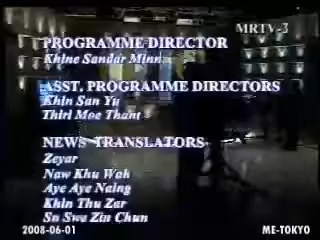 MRTV-3
PROGRAMME DIRECTOR
Khine Sandar Minn
ASST. PROGRAMME DIRECTORS
Khin San Yu
Thiri Moe Thant
NEWS TRANSLATORS
Zeyar
Naw Khu Wah
Aye Aye Naing
Khin Thu Zar
Sn Swe Zin Chun
2008-06-01 ME-TOKYO